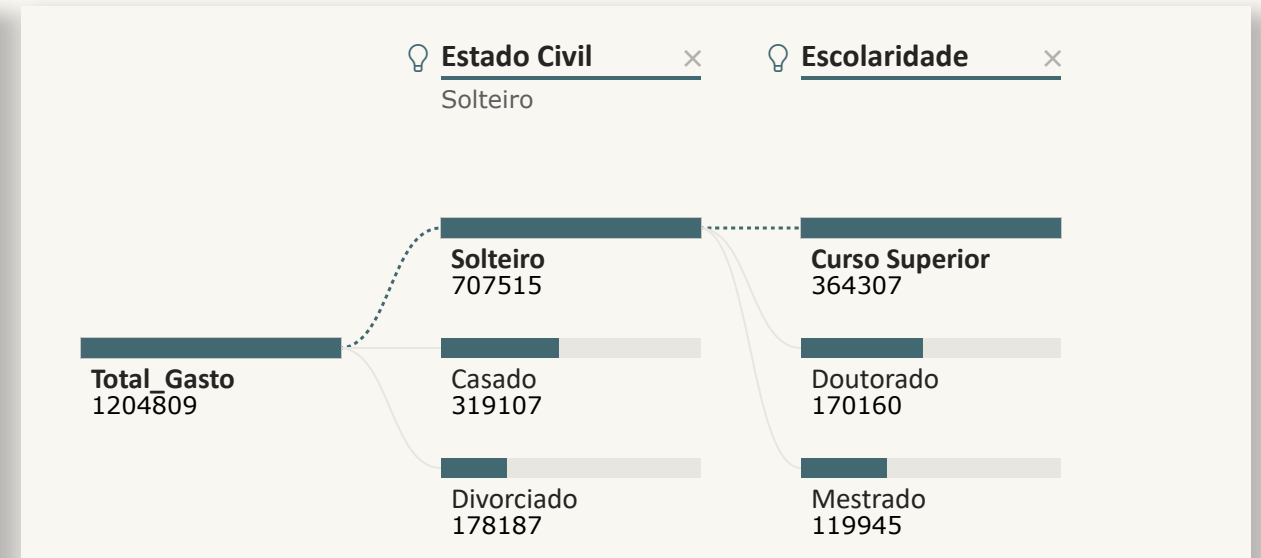 Estado Civil
Escolaridade
Solteiro
Solteiro
707515
Curso Superior
364307
Total_Gasto
1204809
Casado
319107
Doutorado
170160
Divorciado
178187
Mestrado
119945